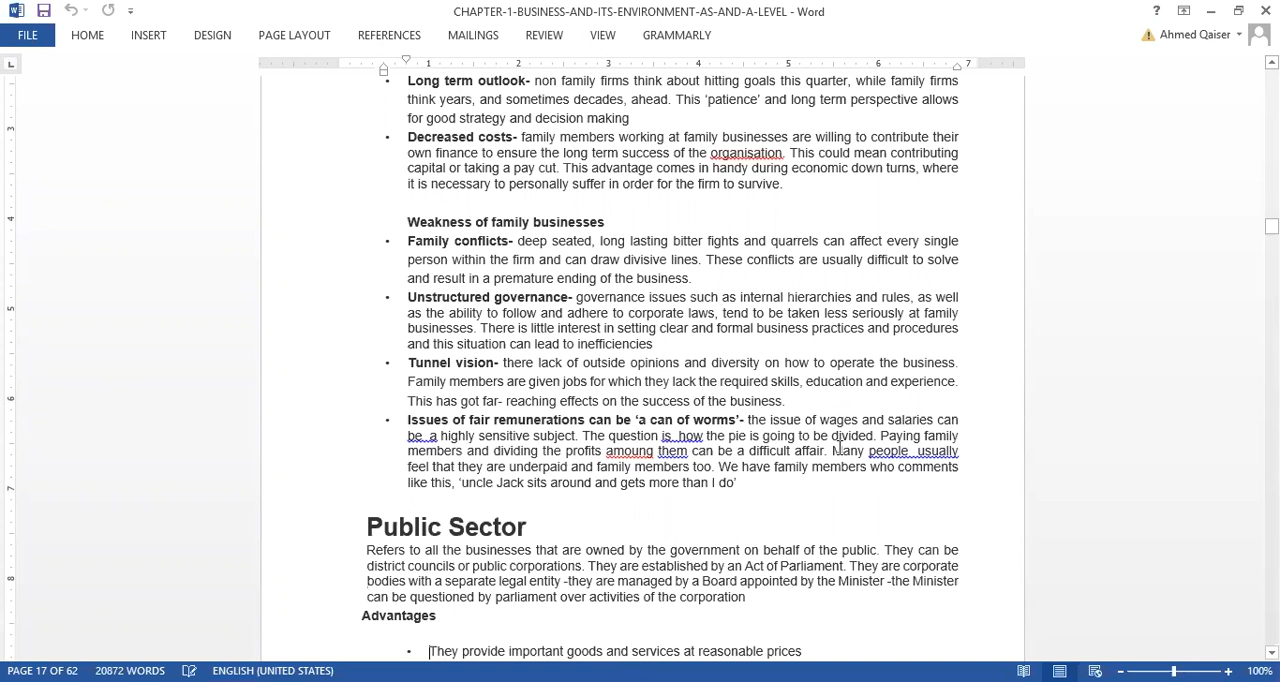 CHAPTER-1-BUSINESS-AND-ITS-ENVIRONMENT-AS-AND-A-LEVEL - Word
?
FILE HOME INSERT DESIGN PAGE LAYOUT REFERENCES MAILINGS REVIEW VIEW GRAMMARLY Ahmed Qaiser
L 1 2 3 4 5 6 7
• Long term outlook- non family firms think about hitting goals this quarter, while family firms
think years, and sometimes decades, ahead. This ‘patience’ and long term perspective allows
for good strategy and decision making
• Decreased costs- family members working at family businesses are willing to contribute their
own finance to ensure the long term success of the organisation. This could mean contributing
capital or taking a pay cut. This advantage comes in handy during economic down turns, where
it is necessary to personally suffer in order for the firm to survive.
Weakness of family businesses
• Family conflicts- deep seated, long lasting bitter fights and quarrels can affect every single
person within the firm and can draw divisive lines. These conflicts are usually difficult to solve
and result in a premature ending of the business.
• Unstructured governance- governance issues such as internal hierarchies and rules, as well
as the ability to follow and adhere to corporate laws, tend to be taken less seriously at family
businesses. There is little interest in setting clear and formal business practices and procedures
and this situation can lead to inefficiencies
• Tunnel vision- there lack of outside opinions and diversity on how to operate the business.
Family members are given jobs for which they lack the required skills, education and experience.
This has got far- reaching effects on the success of the business.
• Issues of fair remunerations can be ‘a can of worms’- the issue of wages and salaries can
be a highly sensitive subject. The question is how the pie is going to be divided. Paying family
members and dividing the profits amoung them can be a difficult affair. Many people usually
feel that they are underpaid and family members too. We have family members who comments
like this, ‘uncle Jack sits around and gets more than I do’
Public Sector
Refers to all the businesses that are owned by the government on behalf of the public. They can be
district councils or public corporations. They are established by an Act of Parliament. They are corporate
bodies with a separate legal entity -they are managed by a Board appointed by the Minister -the Minister
can be questioned by parliament over activities of the corporation
Advantages
• They provide important goods and services at reasonable prices
3
4
5
6
7
8
PAGE 17 OF 62 20872 WORDS ENGLISH (UNITED STATES) 100%